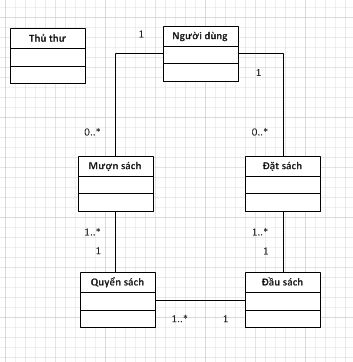 Thủ thư
1
Người dùng
1
0..*
0..*
Mượn sách
Đặt sách
1..*
1..*
1
1
Quyển sách
Đầu sách
1..*
1